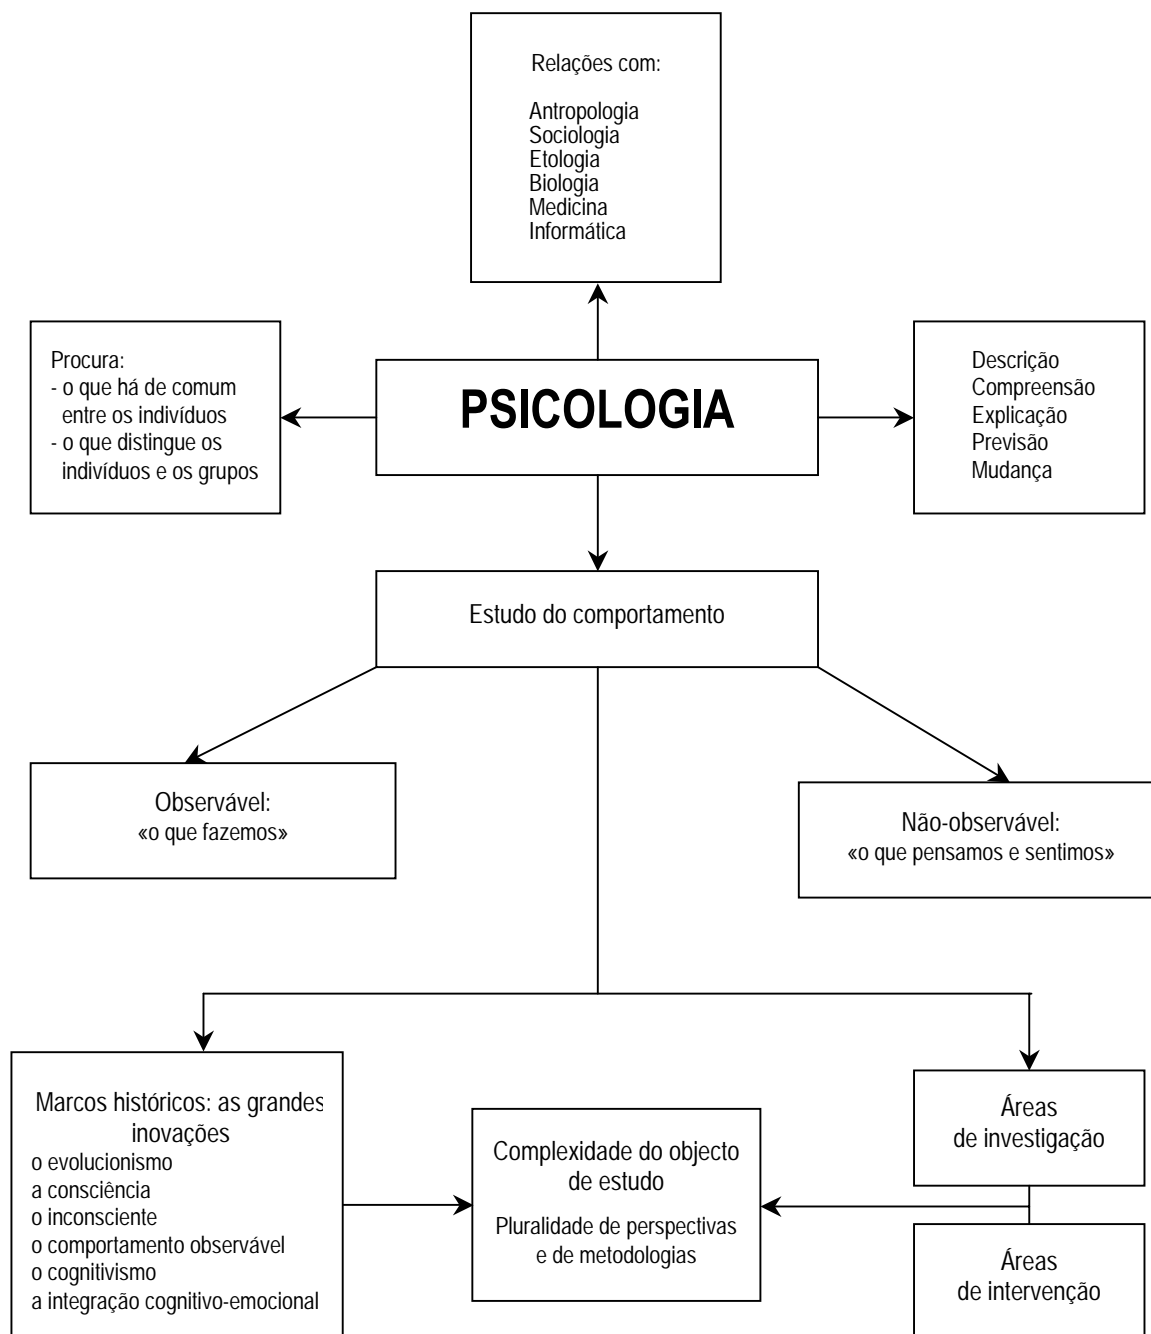 Relações com:
Antropologia
Sociologia
Etologia
Biologia
Medicina
Informática
Procura:
- o que há de comum
entre os indivíduos
- o que distingue os
indivíduos e os grupos
PSICOLOGIA
Descrição
Compreensão
Explicação
Previsão
Mudança
Estudo do comportamento
Observável:
«o que fazemos»
Não-observável:
«o que pensamos e sentimos»
Marcos históricos: as grandes
inovações
o evolucionismo
a consciência
o inconsciente
o comportamento observável
o cognitivismo
a integração cognitivo-emocional
Complexidade do objecto
de estudo
Pluralidade de perspectivas
e de metodologias
Áreas
de investigação
Áreas
de intervenção